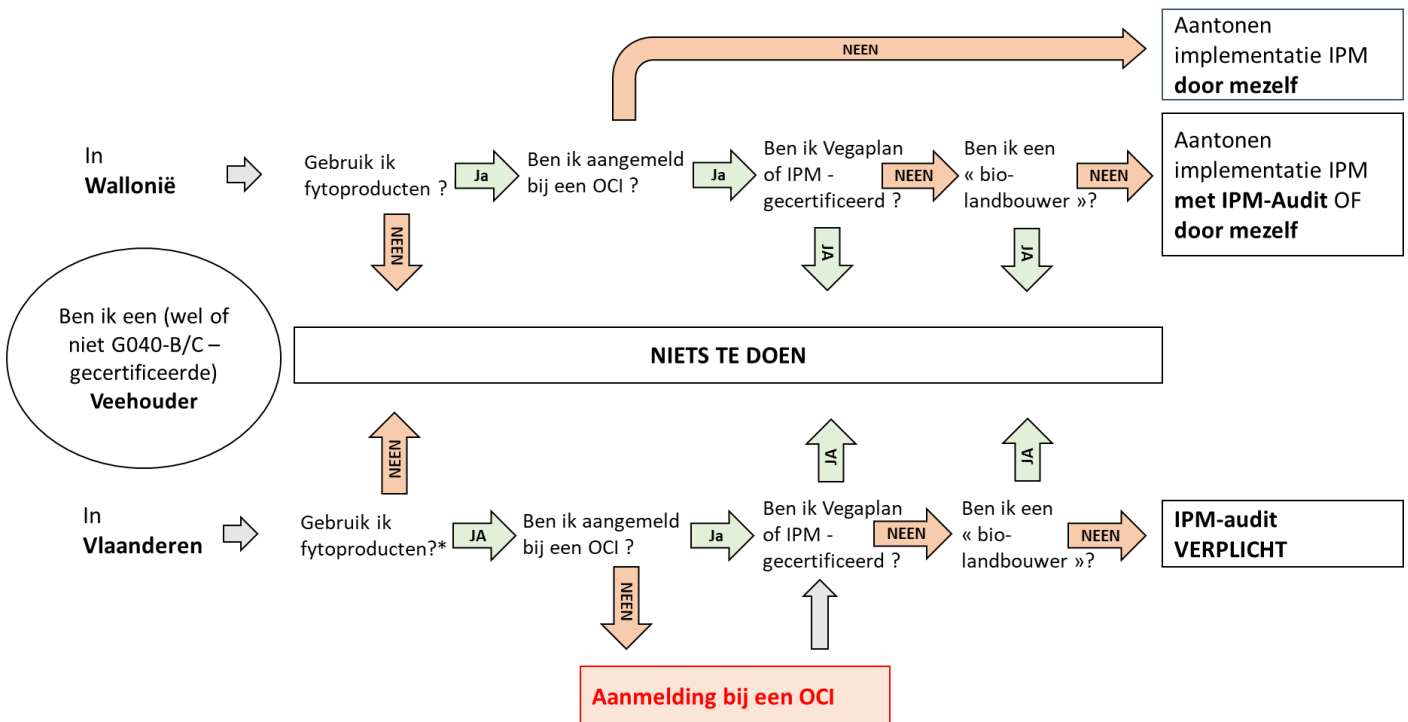 NEEN
Aantonen
implementatie IPM
door mezelf
In
Wallonië
Gebruik ik
fytoproducten ?
Ja
Ben ik aangemeld
bij een OCI ?
Ja
Ben ik Vegaplan
of IPM -
gecertificeerd ?
NEEN
Ben ik een
« bio-
landbouwer »?
NEEN
Aantonen
implementatie IPM
met IPM-Audit OF
door mezelf
NEEN
JA
JA
Ben ik een (wel of
niet G040-B/C –
gecertificeerde)
Veehouder
NIETS TE DOEN
NEEN
JA
JA
In
Vlaanderen
Gebruik ik
fytoproducten?*
JA
Ben ik aangemeld
bij een OCI ?
Ja
Ben ik Vegaplan
of IPM -
gecertificeerd ?
NEEN
Ben ik een
« bio-
landbouwer »?
NEEN
IPM-audit
VERPLICHT
NEEN
Aanmelding bij een OCI